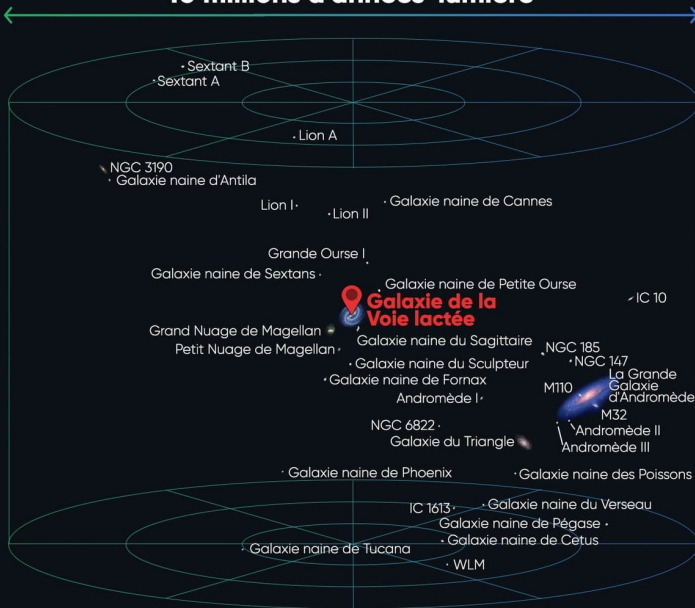 10 millions d'années-lumière
Sextant B
Sextant A
Lion A
NGC 3190
Galaxie naine d'Antila
Lion I
Lion II
Galaxie naine de Cannes
Grande Ourse I
Galaxie naine de Sextans
Galaxie naine de Petite Ourse
Galaxie de la
Voie lactée
IC 10
Grand Nuage de Magellan
Galaxie naine du Sagittaire
Petit Nuage de Magellan
NGC 185
NGC 147
Galaxie naine du Sculpteur
La Grande
Galaxie
d'Andromède
Galaxie naine de Fornax
M110
Andromède I
M32
NGC 6822
Andromède II
Galaxie du Triangle
Andromède III
Galaxie naine de Phoenix
Galaxie naine des Poissons
IC 1613
Galaxie naine du Verseau
Galaxie naine de Pégase
Galaxie naine de Cetus
Galaxie naine de Tucana
WLM